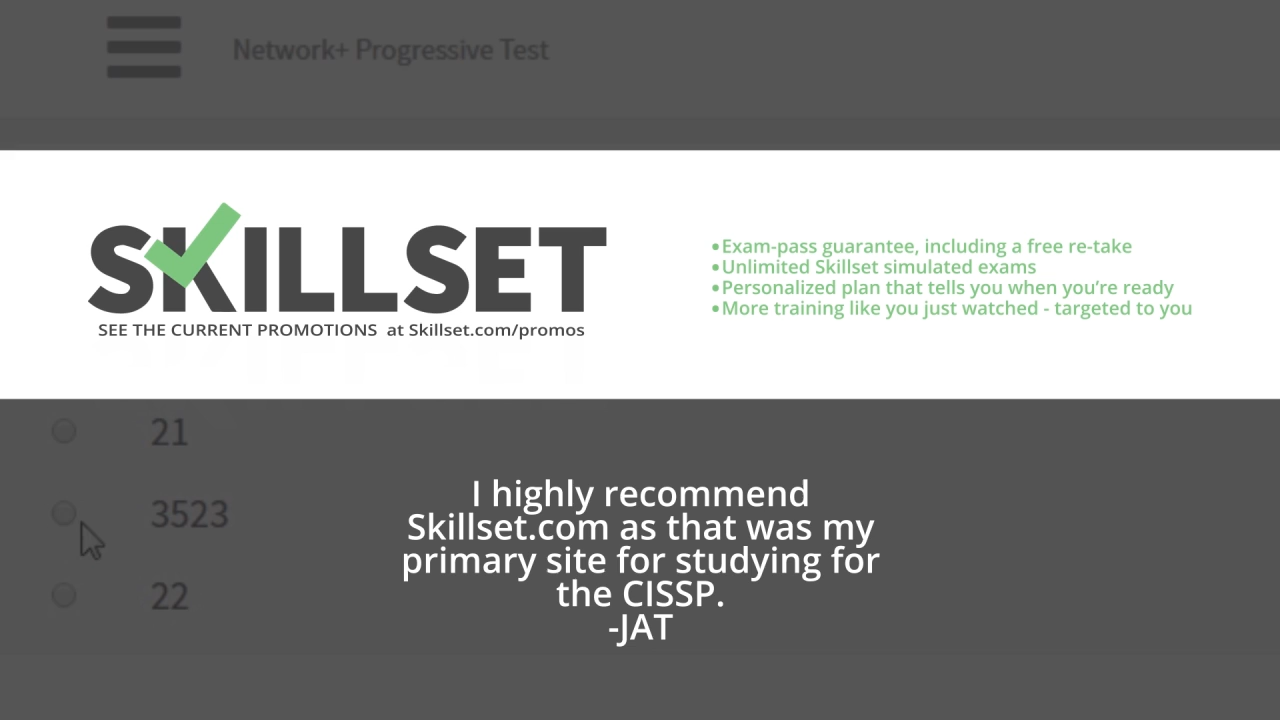 Network+ Progressive Test
SKILLSET
SEE THE CURRENT PROMOTIONS at Skillset.com/promos
•Exam-pass guarantee, including a free re-take
•Unlimited Skillset simulated exams
•Personalized plan that tells you when you’re ready
•More training like you just watched - targeted to you
21
3523
22
I highly recommend
Skillset.com as that was my
primary site for studying for
the CISSP.
-JAT